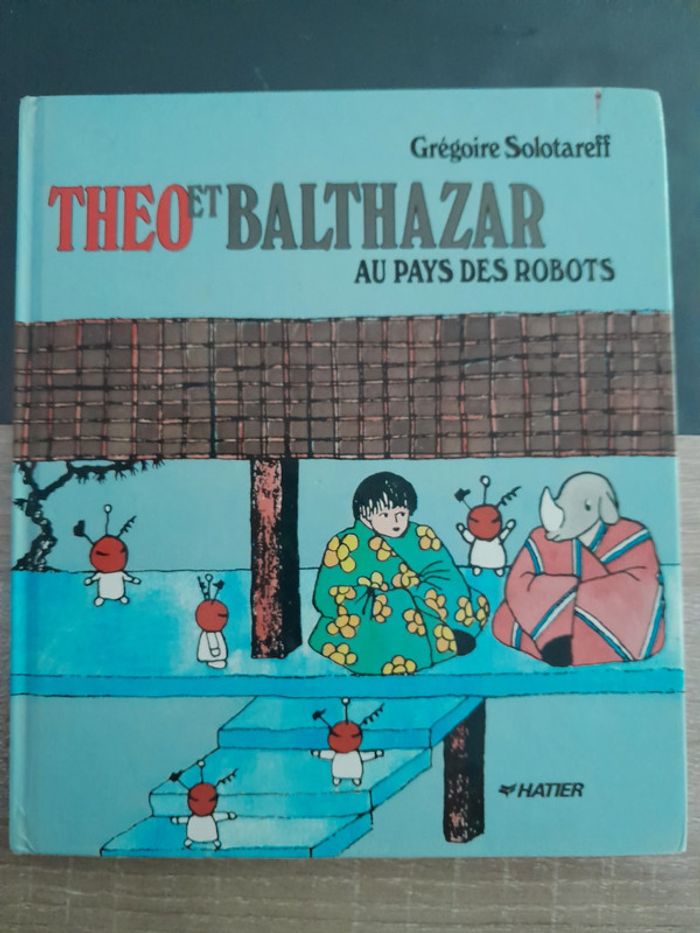 Grégoire Solotareff
THEO ET BALTHAZAR
AU PAYS DES ROBOTS
HATIER